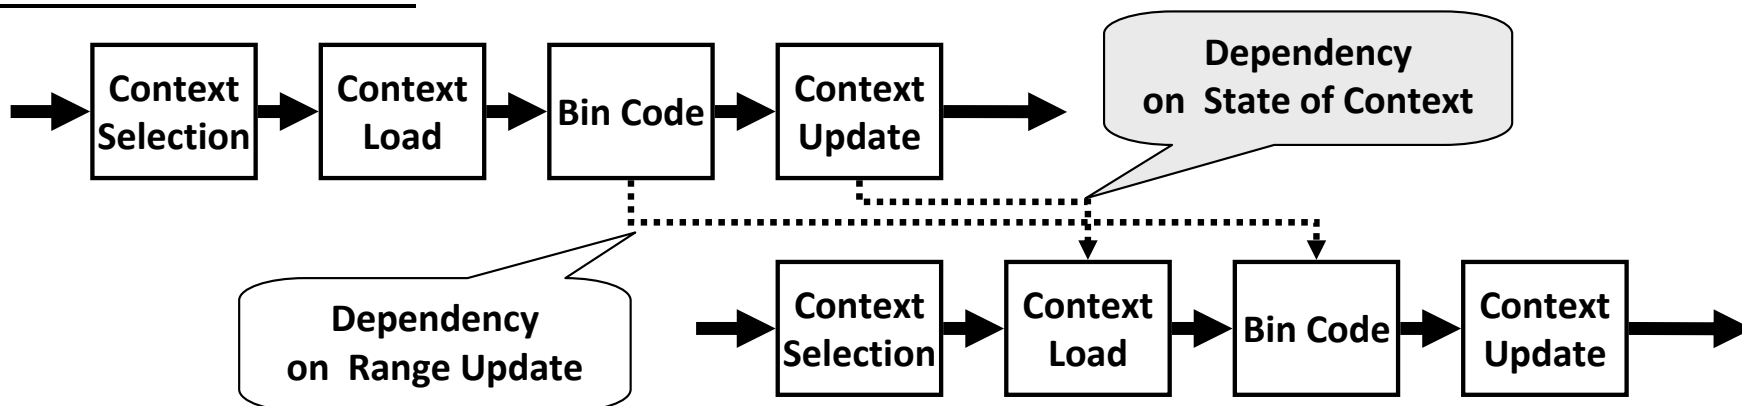 Context
Selection
Context
Load
Bin Code
Context
Update
Dependency
on State of Context
Dependency
on Range Update
Context
Selection
Context
Load
Bin Code
Context
Update